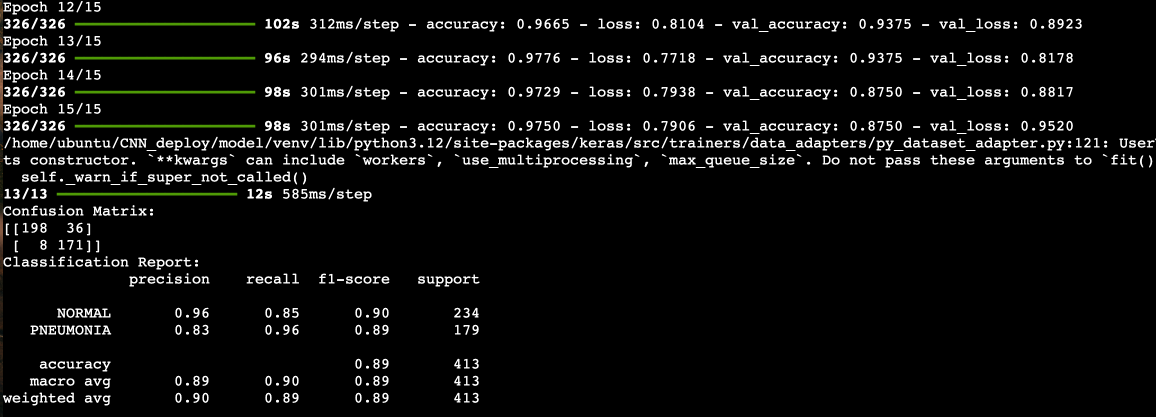 Epoch 12/15
326/326 ━━━━━━━━━━━━━━━━━━━━ 102s 312ms/step - accuracy: 0.9665 - loss: 0.8104 - val_accuracy: 0.9375 - val_loss: 0.8923
Epoch 13/15
326/326 ━━━━━━━━━━━━━━━━━━━━ 96s 294ms/step - accuracy: 0.9776 - loss: 0.7718 - val_accuracy: 0.9375 - val_loss: 0.8178
Epoch 14/15
326/326 ━━━━━━━━━━━━━━━━━━━━ 98s 301ms/step - accuracy: 0.9729 - loss: 0.7938 - val_accuracy: 0.8750 - val_loss: 0.8817
Epoch 15/15
326/326 ━━━━━━━━━━━━━━━━━━━━ 98s 301ms/step - accuracy: 0.9750 - loss: 0.7906 - val_accuracy: 0.8750 - val_loss: 0.9520
/home/ubuntu/CNN_deploy/model/venv/lib/python3.12/site-packages/keras/src/trainers/data_adapters/py_dataset_adapter.py:121: User
ts constructor. `**kwargs` can include `workers`, `use_multiprocessing`, `max_queue_size`. Do not pass these arguments to `fit()
  self._warn_if_super_not_called()
13/13 ━━━━━━━━━━━━━━━━━━━━ 12s 585ms/step
Confusion Matrix:
[[198  36]
 [  8 171]]
Classification Report:
              precision    recall  f1-score   support

      NORMAL       0.96      0.85      0.90       234
   PNEUMONIA       0.83      0.96      0.89       179

    accuracy                           0.89       413
   macro avg       0.89      0.90      0.89       413
weighted avg       0.90      0.89      0.89       413